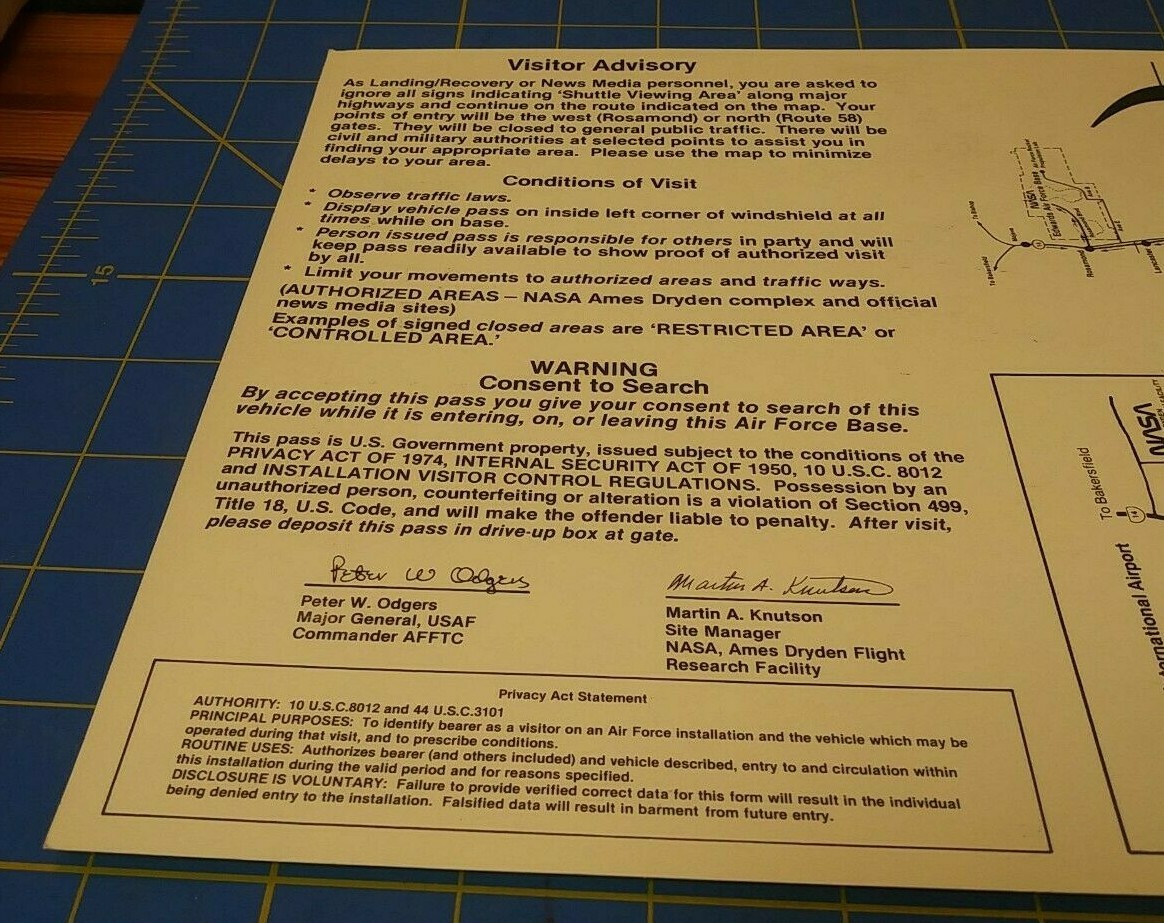 Visitor Advisory
As Landing/Recovery or News Media personnel, you are asked to
ignore all signs indicating 'Shuttle Viewing Area' along major
highways and continue on the route indicated on the map. Your
points of entry will be the west (Rosamond) or north (Route 58)
gates. They will be closed to general public traffic. There will be
civil and military authorities at selected points to assist you in
finding your appropriate area. Please use the map to minimize
delays to your area.
Conditions of Visit
* Observe traffic laws.
* Display vehicle pass on inside left corner of windshield at all
times while on base.
* Person issued pass is responsible for others in party and will
keep pass readily available to show proof of authorized visit
by all.
* Limit your movements to authorized areas and traffic ways.
(AUTHORIZED AREAS – NASA Ames Dryden complex and official
news media sites)
Examples of signed closed areas are 'RESTRICTED AREA' or
'CONTROLLED AREA.'
WARNING
Consent to Search
By accepting this pass you give your consent to search of this
vehicle while it is entering, on, or leaving this Air Force Base.
This pass is U.S. Government property, issued subject to the conditions of the
PRIVACY ACT OF 1974, INTERNAL SECURITY ACT OF 1950, 10 U.S.C. 8012
and INSTALLATION VISITOR CONTROL REGULATIONS. Possession by an
unauthorized person, counterfeiting or alteration is a violation of Section 499,
Title 18, U.S. Code, and will make the offender liable to penalty. After visit,
please deposit this pass in drive-up box at gate.
Peter W Odgers
Peter W. Odgers
Major General, USAF
Commander AFFTC
Martin A. Knutson
Martin A. Knutson
Site Manager
NASA, Ames Dryden Flight
Research Facility
Privacy Act Statement
AUTHORITY: 10 U.S.C.8012 and 44 U.S.C.3101
PRINCIPAL PURPOSES: To identify bearer as a visitor on an Air Force installation and the vehicle which may be
operated during that visit, and to prescribe conditions.
ROUTINE USES: Authorizes bearer (and others included) and vehicle described, entry to and circulation within
this installation during the valid period and for reasons specified.
DISCLOSURE IS VOLUNTARY: Failure to provide verified correct data for this form will result in the individual
being denied entry to the installation. Falsified data will result in barment from future entry.
15
To Bakersfield
Mojave
Rosamond
Lancaster
NASA
Edwards Air Force Base
To Bakersfield
14
NASA
Airport